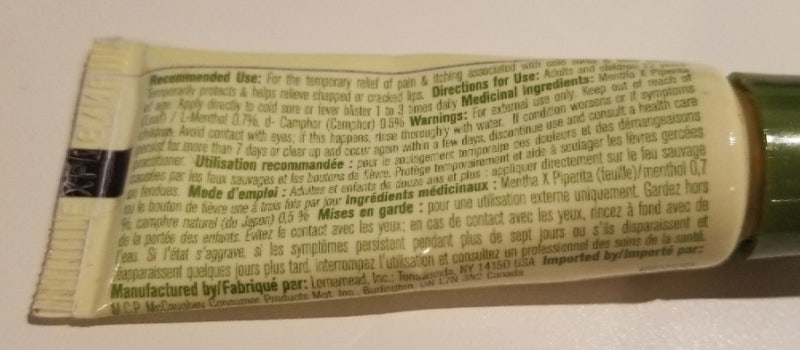 Recommended Use: For the temporary relief of pain & itching associated with cold sores
Temporarily protects & helps relieve chapped or cracked lips. Directions for Use: Adults and children 12 years
of age. Apply directly to cold sore or fever blister 1 to 3 times daily Medicinal Ingredients: Mentha X Piperita
(Leaf) / L-Menthol 0.7%, d- Camphor (Camphor) 0.5% Warnings: For external use only. Keep out of reach of
children. Avoid contact with eyes; if this happens, rinse thoroughly with water. If condition worsens or if symptoms
persist for more than 7 days or clear up and occur again within a few days, discontinue use and consult a health care
practitioner. Utilisation recommandée : pour le soulagement temporaire des douleurs et des démangeaisons
causées par les feux sauvages et les boutons de fièvre. Protège temporairement et aide à soulager les lèvres gercées
ou fendues. Mode d'emploi : Adultes et enfants de douze ans et plus : appliquer directement sur le feu sauvage
ou le bouton de fièvre une à trois fois par jour Ingrédients médicinaux : Mentha X Piperita (feuille)/menthol 0,7
%, camphre naturel (du Japon) 0,5 % Mises en garde : pour une utilisation externe uniquement. Gardez hors
de la portée des enfants. Évitez le contact avec les yeux; en cas de contact avec les yeux, rincez à fond avec de
l'eau. Si l'état s'aggrave, si les symptômes persistent pendant plus de sept jours ou s'ils disparaissent et
réapparaissent quelques jours plus tard, interrompez l'utilisation et consultez un professionnel des soins de la santé.
Manufactured by/Fabriqué par: Lornamead, Inc.; Tonawanda, NY 14150 USA Imported by/Importé par:
M.C.P. McCaughey Consumer Products Mgt. Inc., Burlington, ON L7N 3N2 Canada